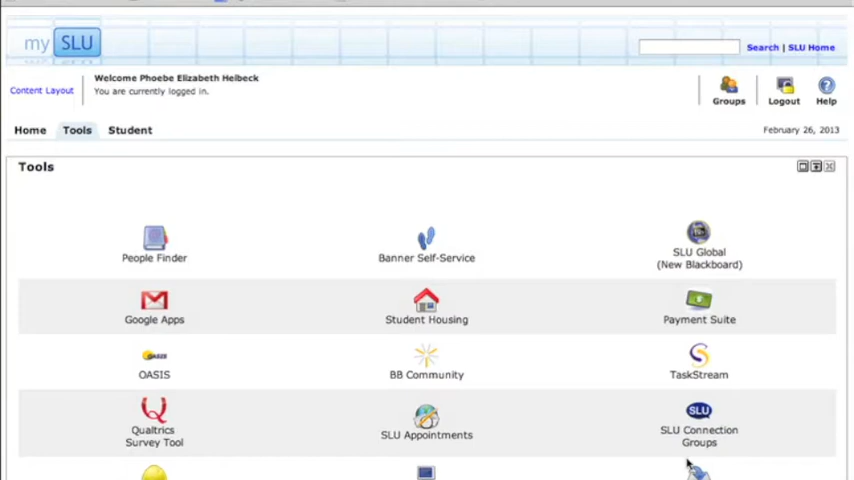 my SLU
Search | SLU Home
Content Layout
Welcome Phoebe Elizabeth Helbeck
You are currently logged in.
Groups
Logout
Help
Home
Tools
Student
February 26, 2013
Tools
People Finder
Banner Self-Service
SLU Global
(New Blackboard)
Google Apps
Student Housing
Payment Suite
OASIS
OASIS
BB Community
TaskStream
Qualtrics
Survey Tool
SLU Appointments
SLU
SLU Connection
Groups